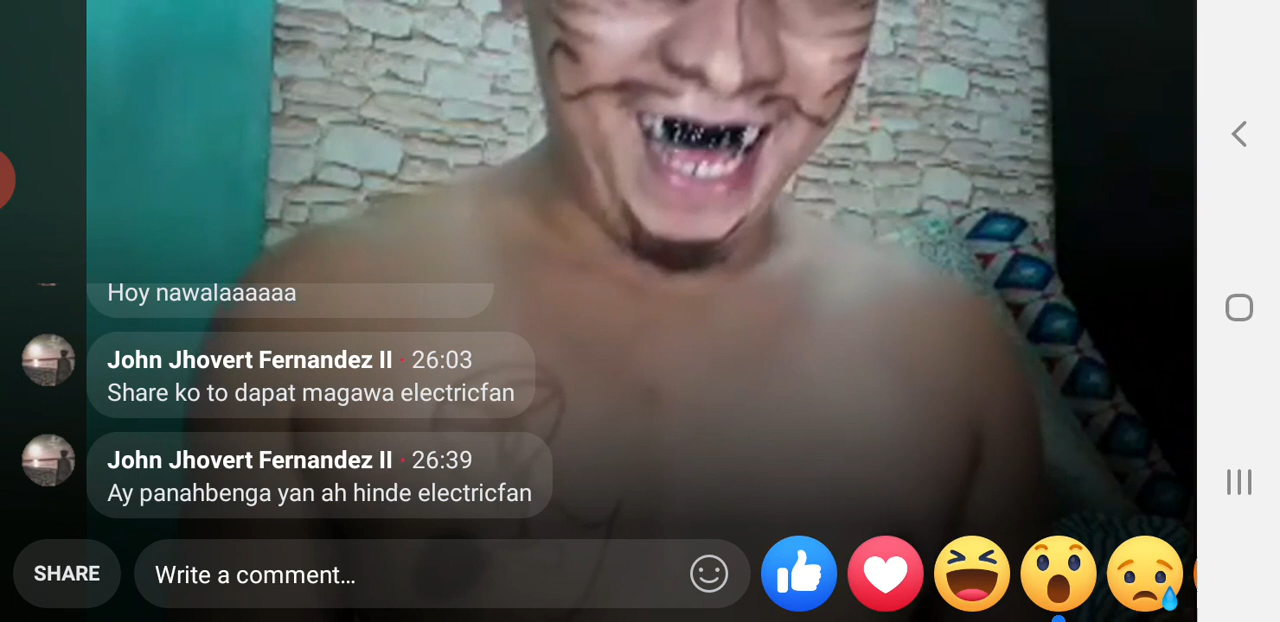 Hoy nawalaaaaaa
John Jhovert Fernandez II · 26:03
Share ko to dapat magawa electricfan
John Jhovert Fernandez II · 26:39
Ay panahbenga yan ah hinde electricfan
SHARE
Write a comment...